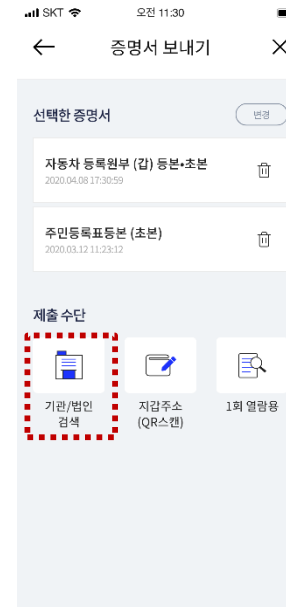 SKT 오전 11:30
증명서 보내기
선택한 증명서 변경
자동차 등록원부 (갑) 등본•초본
2020.04.08 17:30:59
주민등록표등본 (초본)
2020.03.12 11:23:12
제출 수단
기관/법인
검색
지갑주소
(QR스캔)
1회 열람용